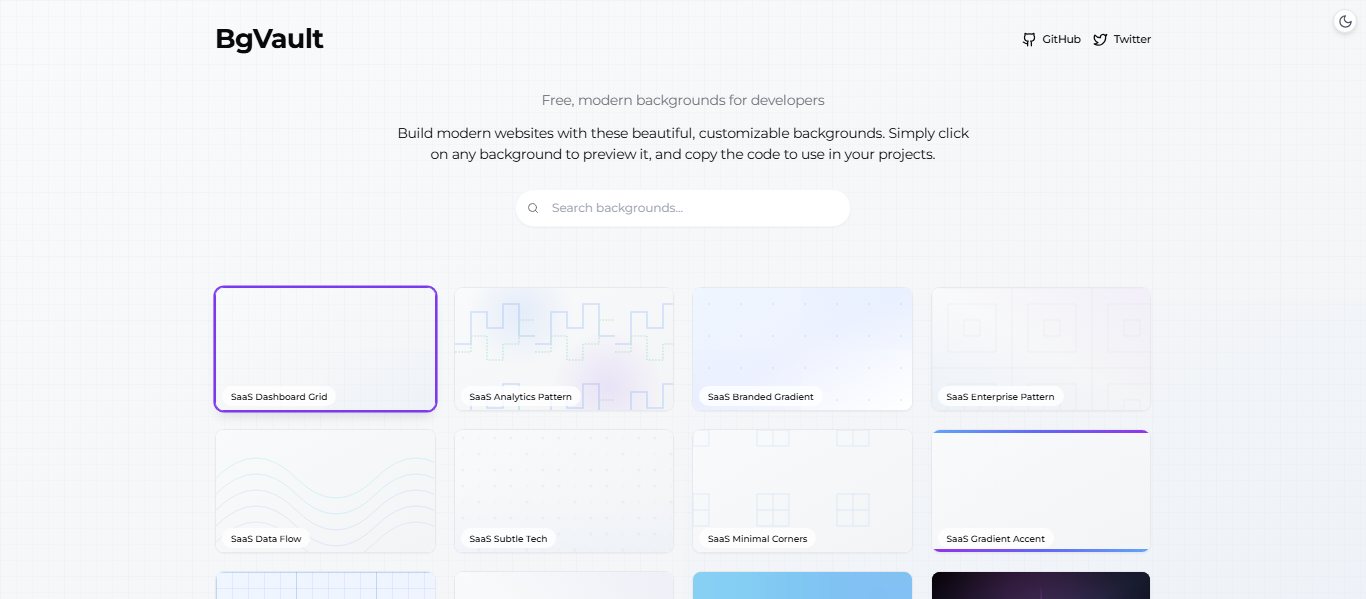 BgVault
GitHub
Twitter
Free, modern backgrounds for developers
Build modern websites with these beautiful, customizable backgrounds. Simply click
on any background to preview it, and copy the code to use in your projects.
Search backgrounds...
SaaS Dashboard Grid
SaaS Analytics Pattern
SaaS Branded Gradient
SaaS Enterprise Pattern
SaaS Data Flow
SaaS Subtle Tech
SaaS Minimal Corners
SaaS Gradient Accent